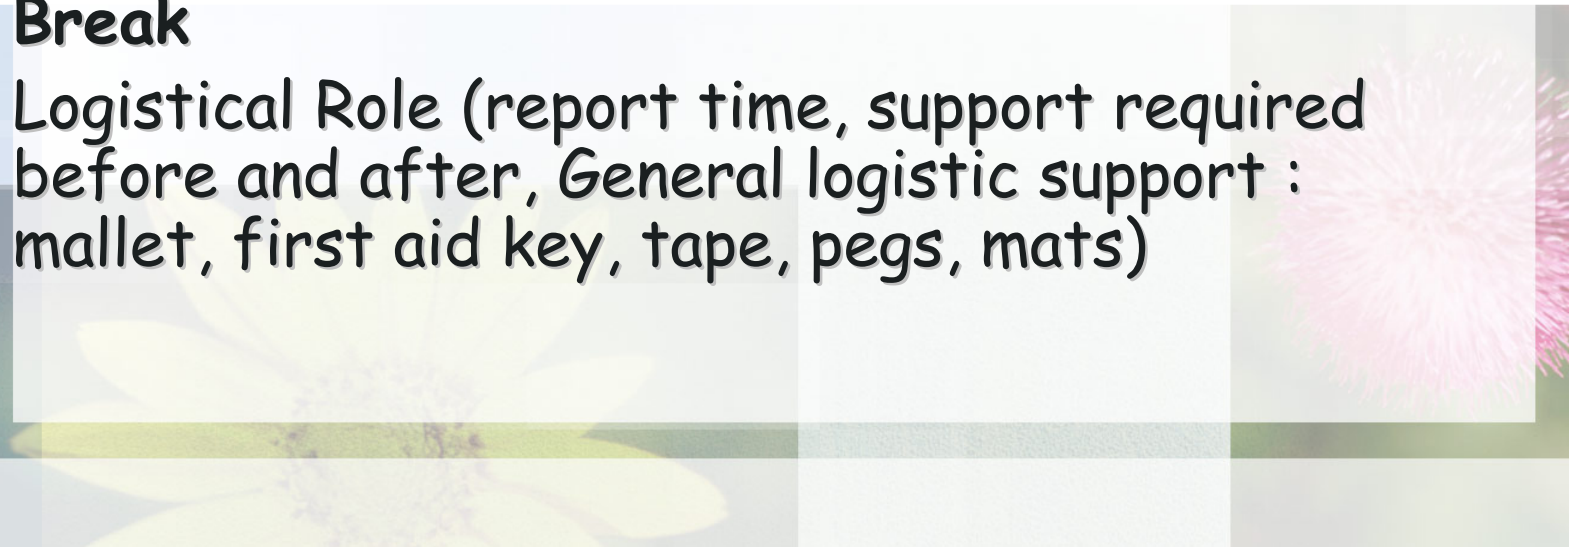 Break
Logistical Role (report time, support required
before and after, General logistic support :
mallet, first aid key, tape, pegs, mats)